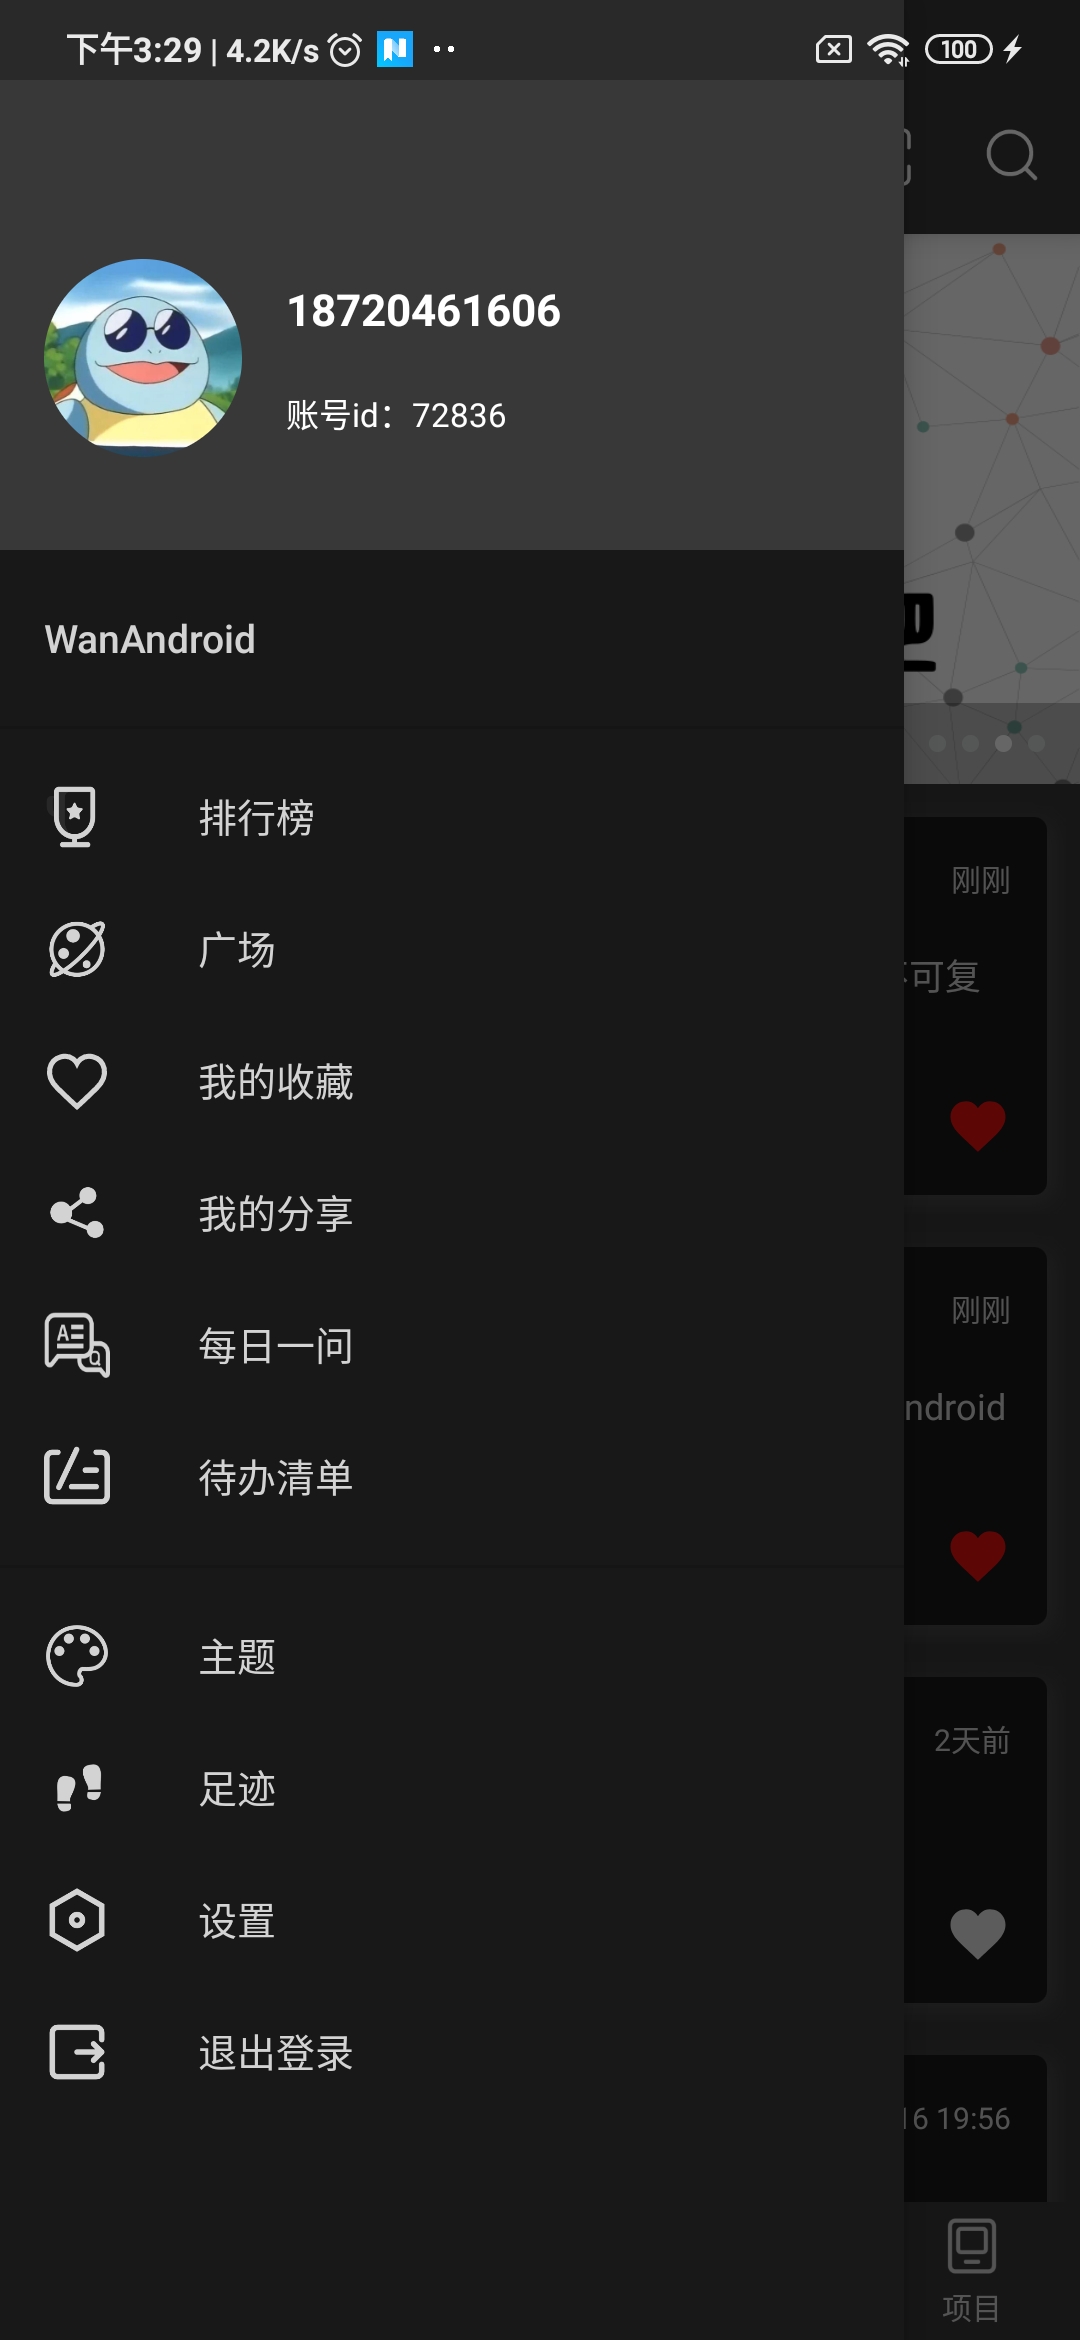 下午3:29 | 4.2K/s
100
18720461606
账号id：72836
WanAndroid
排行榜
刚刚
广场
可复
我的收藏
我的分享
刚刚
每日一问
ndroid
待办清单
主题
2天前
足迹
设置
退出登录
16 19:56
项目